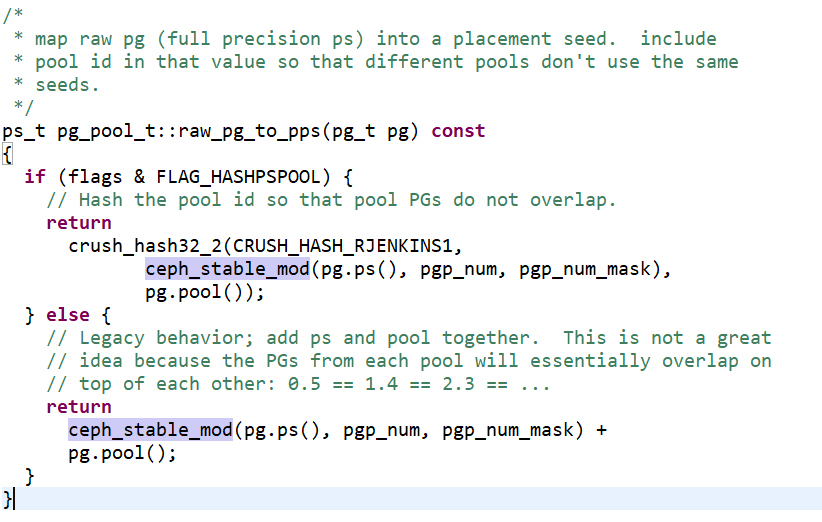 /*
 * map raw pg (full precision ps) into a placement seed.  include
 * pool id in that value so that different pools don't use the same
 * seeds.
 */
ps_t pg_pool_t::raw_pg_to_pps(pg_t pg) const
{
  if (flags & FLAG_HASHPSPOOL) {
    // Hash the pool id so that pool PGs do not overlap.
    return
      crush_hash32_2(CRUSH_HASH_RJENKINS1,
             ceph_stable_mod(pg.ps(), pgp_num, pgp_num_mask),
             pg.pool());
  } else {
    // Legacy behavior; add ps and pool together.  This is not a great
    // idea because the PGs from each pool will essentially overlap on
    // top of each other: 0.5 == 1.4 == 2.3 == ...
    return
      ceph_stable_mod(pg.ps(), pgp_num, pgp_num_mask) +
      pg.pool();
  }
}